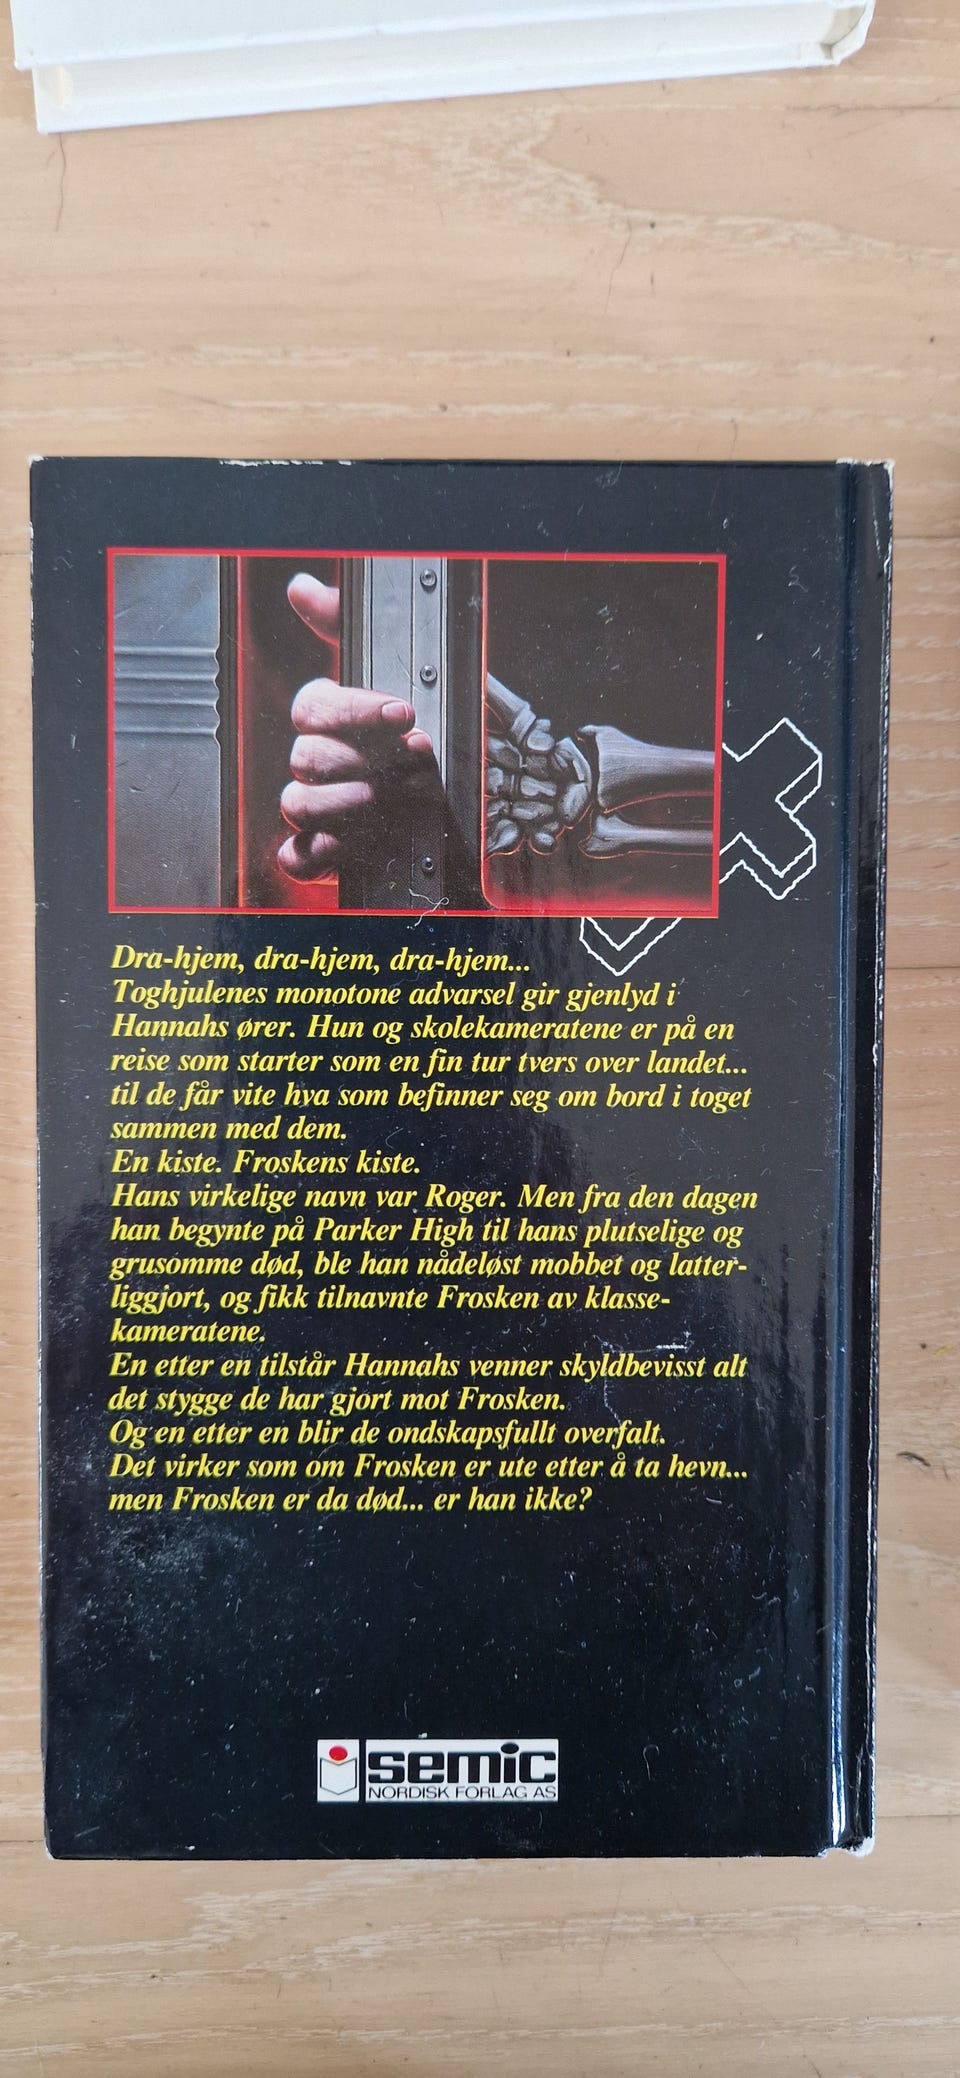 Dra-hjem, dra-hjem, dra-hjem...
Toghjulenes monotone advarsel gir gjenlyd i
Hannahs ører. Hun og skolekameratene er på en
reise som starter som en fin tur tvers over landet...
til de får vite hva som befinner seg om bord i toget
sammen med dem.
En kiste. Froskens kiste.
Hans virkelige navn var Roger. Men fra den dagen
han begynte på Parker High til hans plutselige og
grusomme død, ble han nådeløst mobbet og latter-
liggjort, og fikk tilnavnte Frosken av klasse-
kameratene.
En etter en tilstår Hannahs venner skyldbevisst alt
det stygge de har gjort mot Frosken.
Og en etter en blir de ondskapsfullt overfalt.
Det virker som om Frosken er ute etter å ta hevn...
men Frosken er da død... er han ikke?
semic
NORDISK FORLAG AS